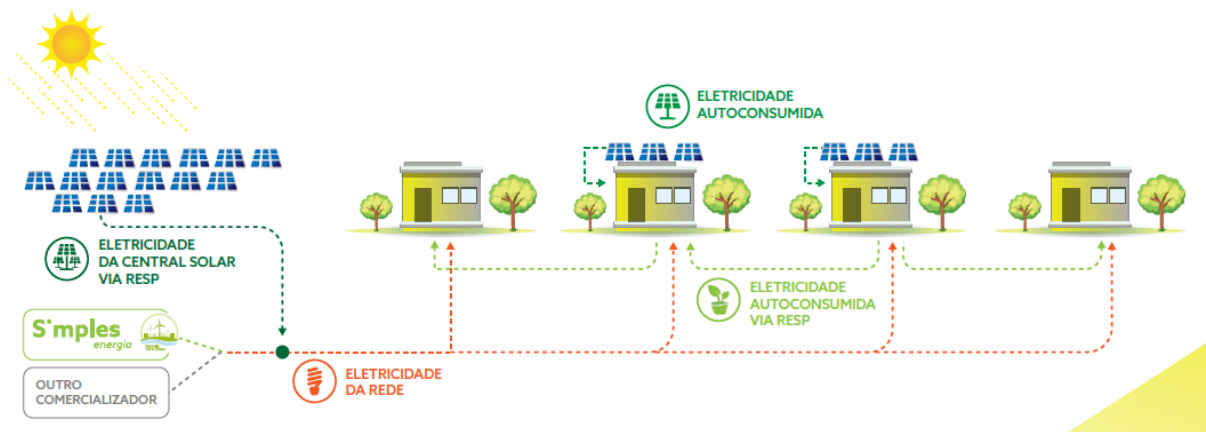 ELETRICIDADE
AUTOCONSUMIDA
ELETRICIDADE
DA CENTRAL SOLAR
VIA RESP
ELETRICIDADE
AUTOCONSUMIDA
VIA RESP
S·mples
energia
OUTRO
COMERCIALIZADOR
ELETRICIDADE
DA REDE